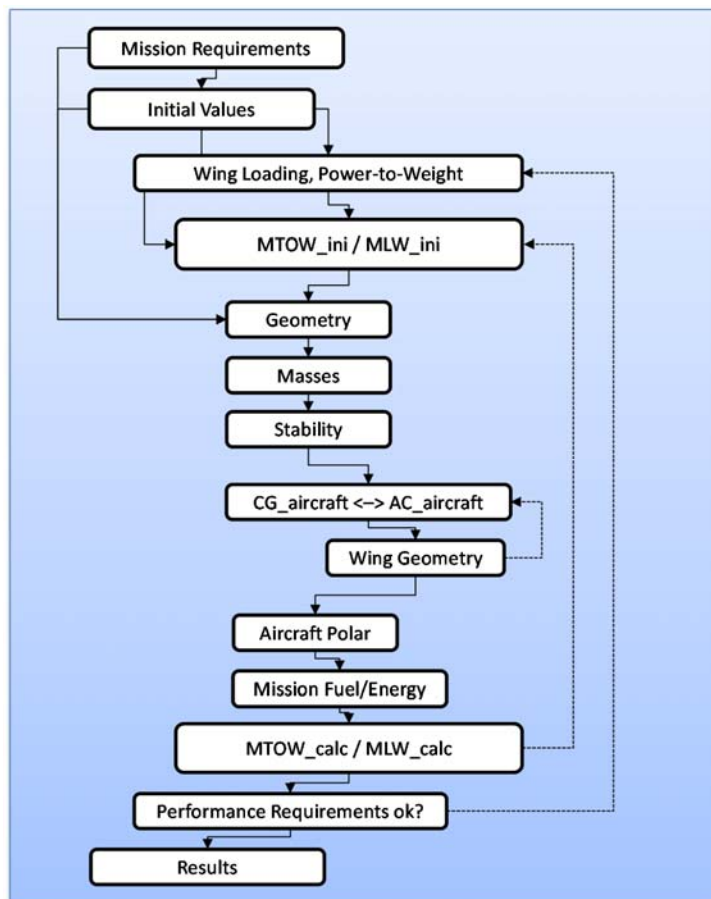 Mission Requirements
Initial Values
Wing Loading, Power-to-Weight
MTOW_ini / MLW_ini
Geometry
Masses
Stability
CG_aircraft <–> AC_aircraft
Wing Geometry
Aircraft Polar
Mission Fuel/Energy
MTOW_calc / MLW_calc
Performance Requirements ok?
Results